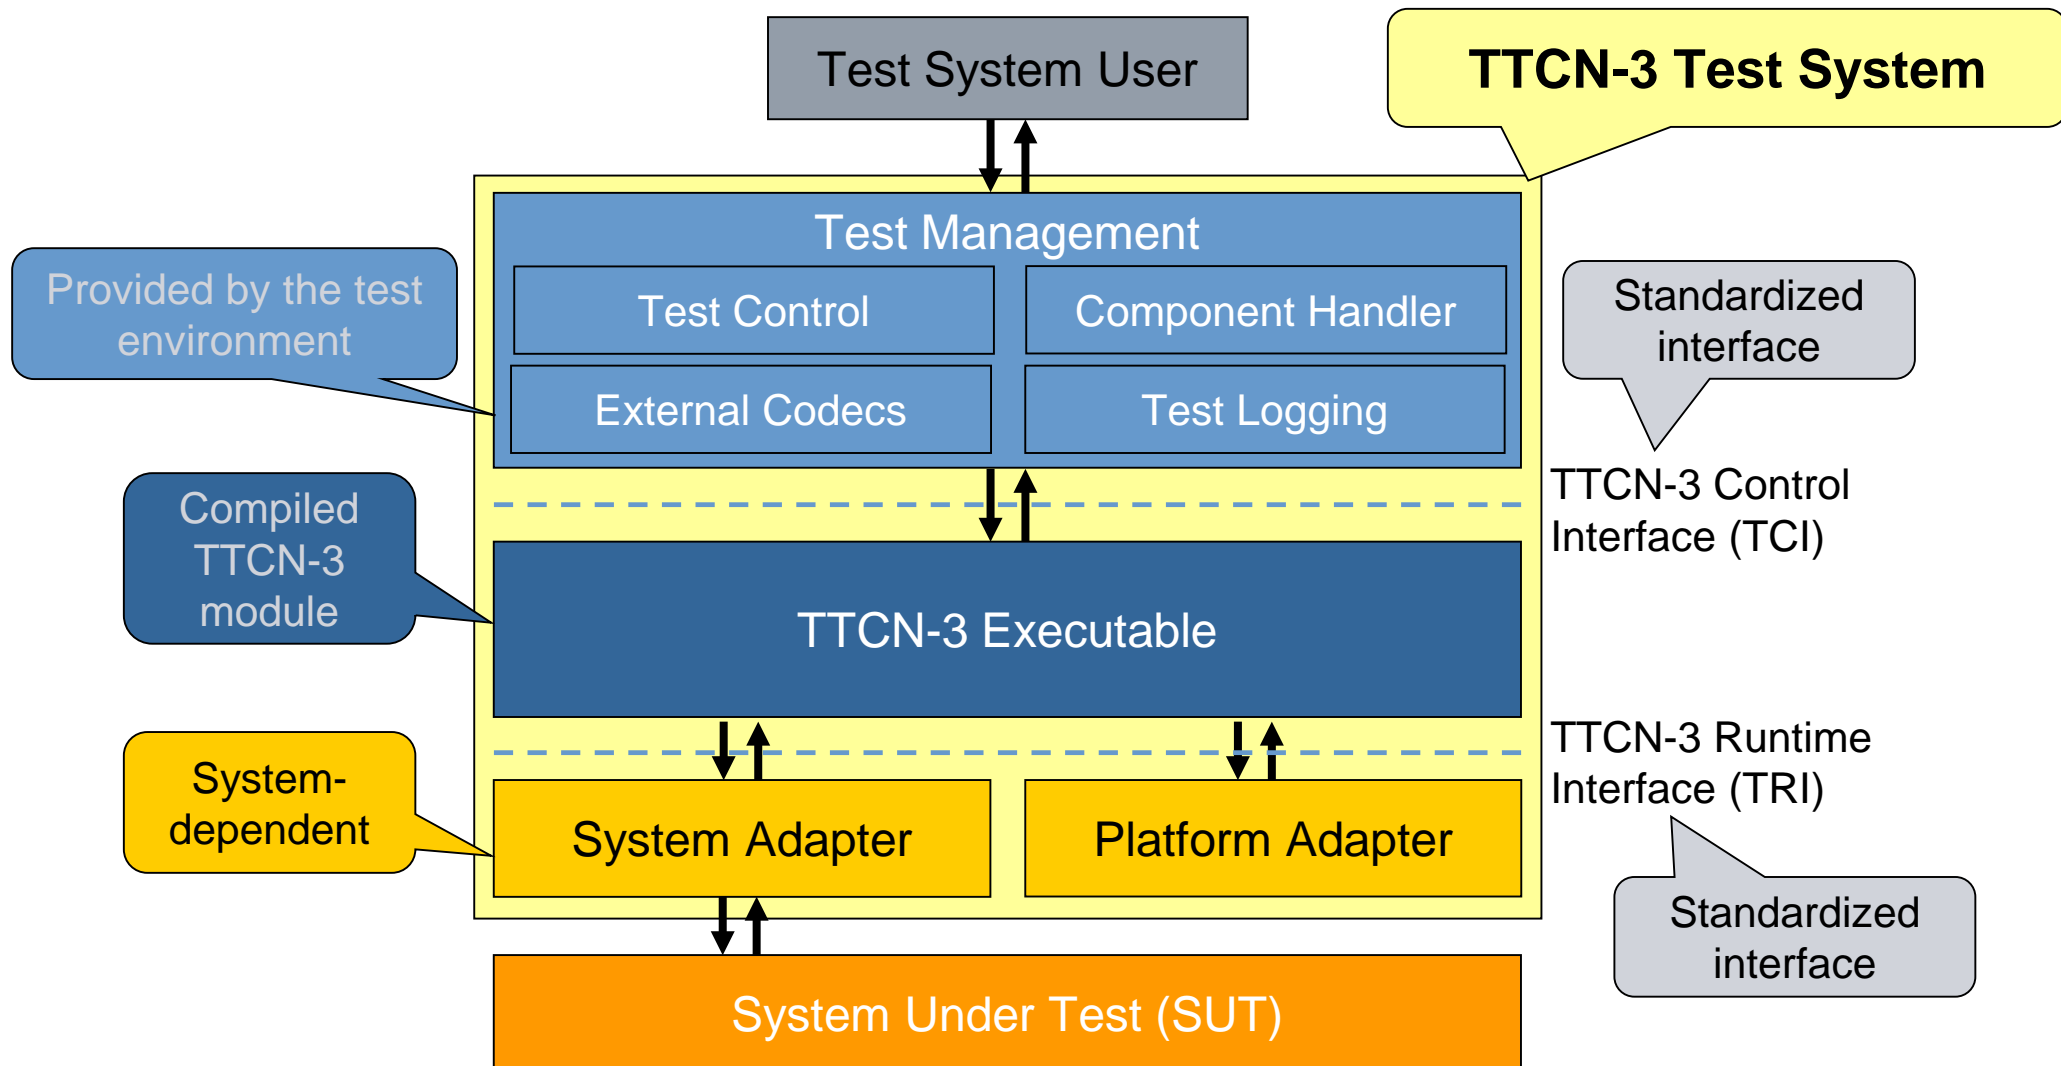 Test System User
TTCN-3 Test System
Test Management
Provided by the test
environment
Test Control
Component Handler
Standardized
interface
External Codecs
Test Logging
TTCN-3 Control
Interface (TCI)
Compiled
TTCN-3
module
TTCN-3 Executable
TTCN-3 Runtime
Interface (TRI)
System-
dependent
System Adapter
Platform Adapter
Standardized
interface
System Under Test (SUT)